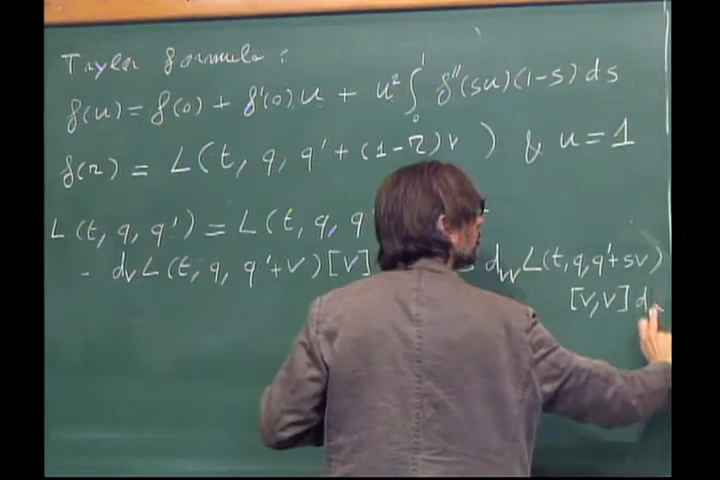 Taylor formula:
f(u) = f(0) + f'(0)u + u² ∫₀¹ f''(su)(1-s)ds
f(r) = L(t, q, q' + (1-r)v) & u=1
L(t, q, q') = L(t, q, q
- d_v L(t, q, q'+v)[v] d_vv L(t, q, q'+sv)
[v,v] d